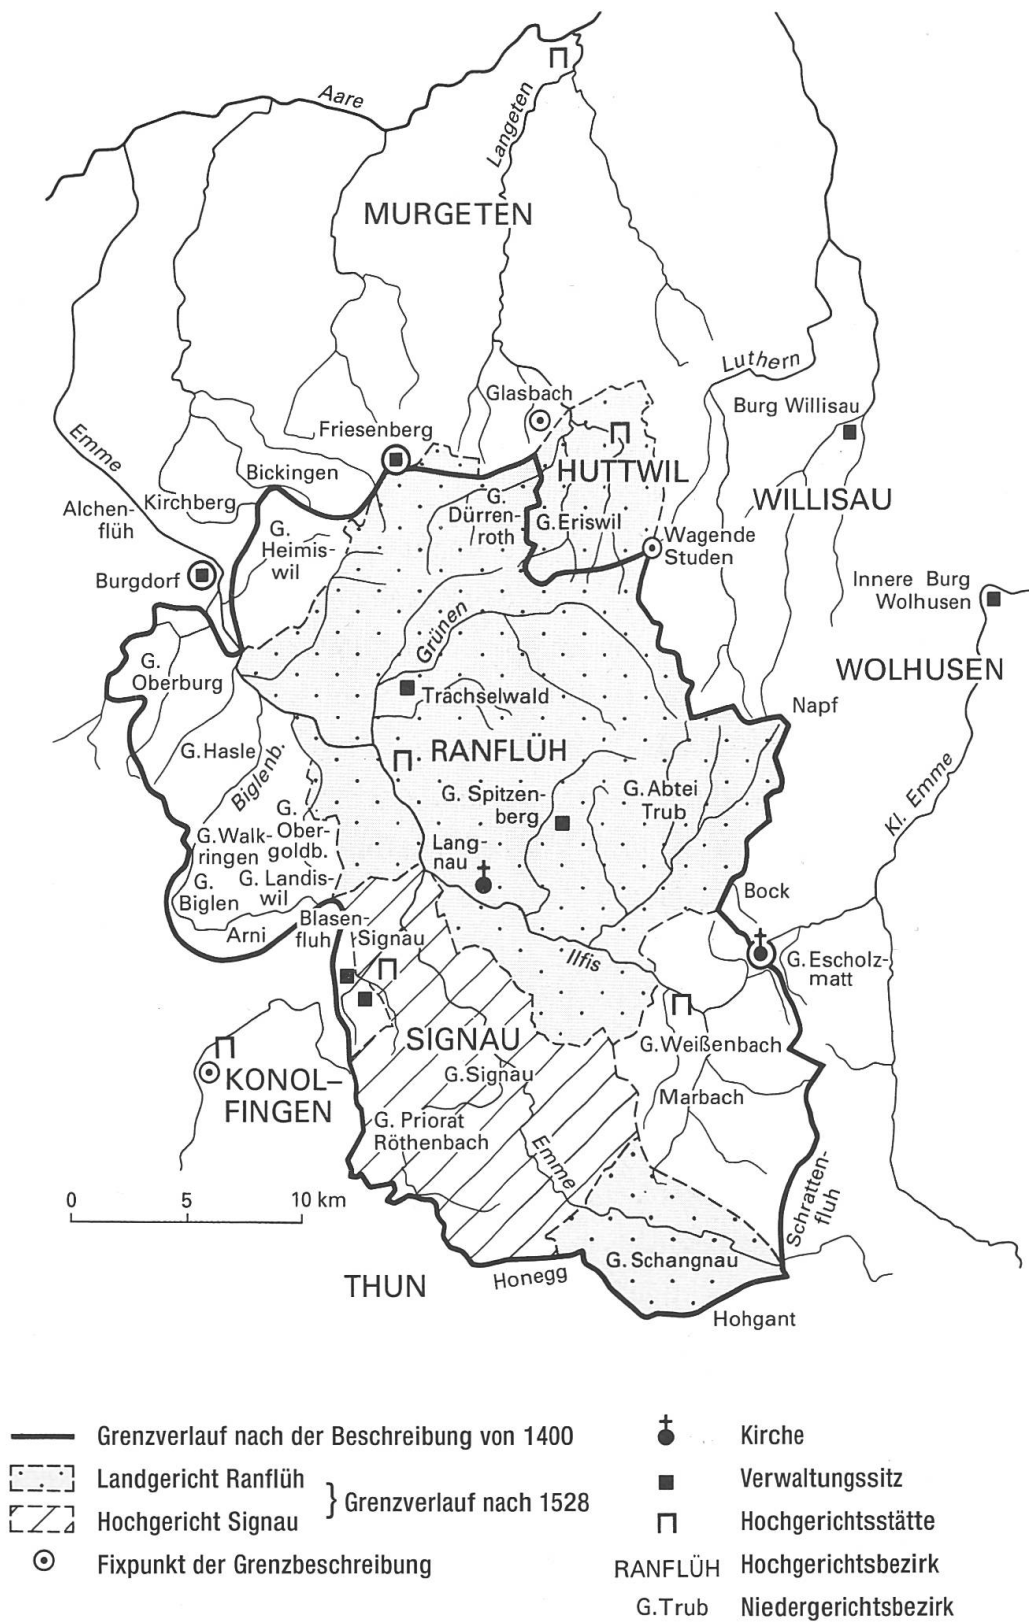 Aare
Langeten
MURGETEN
Luthern
Glasbach
Burg Willisau
Friesenberg
Emme
Bickingen
HUTTWIL
WILLISAU
Kirchberg
Alchen-
flüh
G.
Dürren-
roth
G. Eriswil
G.
Heimis-
wil
Wagende
Studen
Burgdorf
Innere Burg
Wolhusen
Grünen
WOLHUSEN
G.
Oberburg
Trachselwald
Napf
G. Hasle
Biglenb.
RANFLÜH
Kl. Emme
G. Spitzen-
berg
G. Abtei
Trub
G. Walk-
ringen
G.
Ober-
goldb.
Lang-
nau
G.
Biglen
G. Landis-
wil
Bock
Arni
Blasen-
fluh
Signau
Ilfis
G. Escholz-
matt
SIGNAU
G. Weißenbach
KONOL-
FINGEN
G. Signau
Marbach
G. Priorat
Röthenbach
Emme
Schratten-
fluh
0 5 10 km
THUN
Honegg
G. Schangnau
Hohgant
Grenzverlauf nach der Beschreibung von 1400
Landgericht Ranflüh
Hochgericht Signau
} Grenzverlauf nach 1528
Fixpunkt der Grenzbeschreibung
Kirche
Verwaltungssitz
Hochgerichtsstätte
RANFLÜH Hochgerichtsbezirk
G. Trub Niedergerichtsbezirk